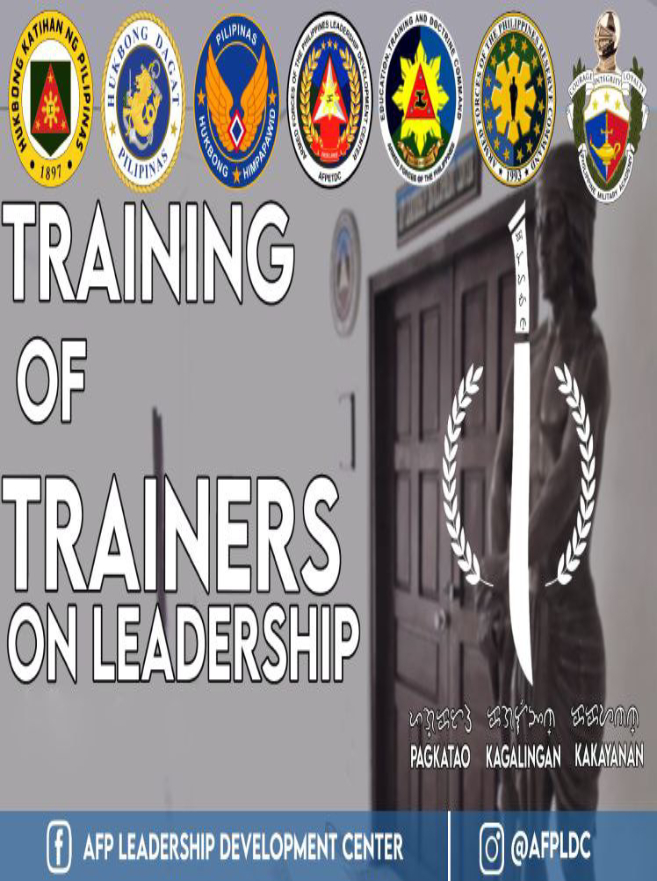 HUKBONG KATIHAN NG PILIPINAS
• 1897 •
HUKBONG DAGAT
PILIPINAS
PILIPINAS
HUKBONG HIMPAPAWID
ARMED FORCES OF THE PHILIPPINES LEADERSHIP DEVELOPMENT CENTER
AFPETDC
EDUCATION, TRAINING AND DOCTRINE COMMAND
ARMED FORCES OF THE PHILIPPINES
ARMED FORCES OF THE PHILIPPINES RESERVE COMMAND
1993
COURAGE INTEGRITY LOYALTY
PHILIPPINE MILITARY ACADEMY
TRAINING
OF
TRAINERS
ON LEADERSHIP
PAGKATAO KAGALINGAN KAKAYANAN
AFP LEADERSHIP DEVELOPMENT CENTER
@AFPLDC